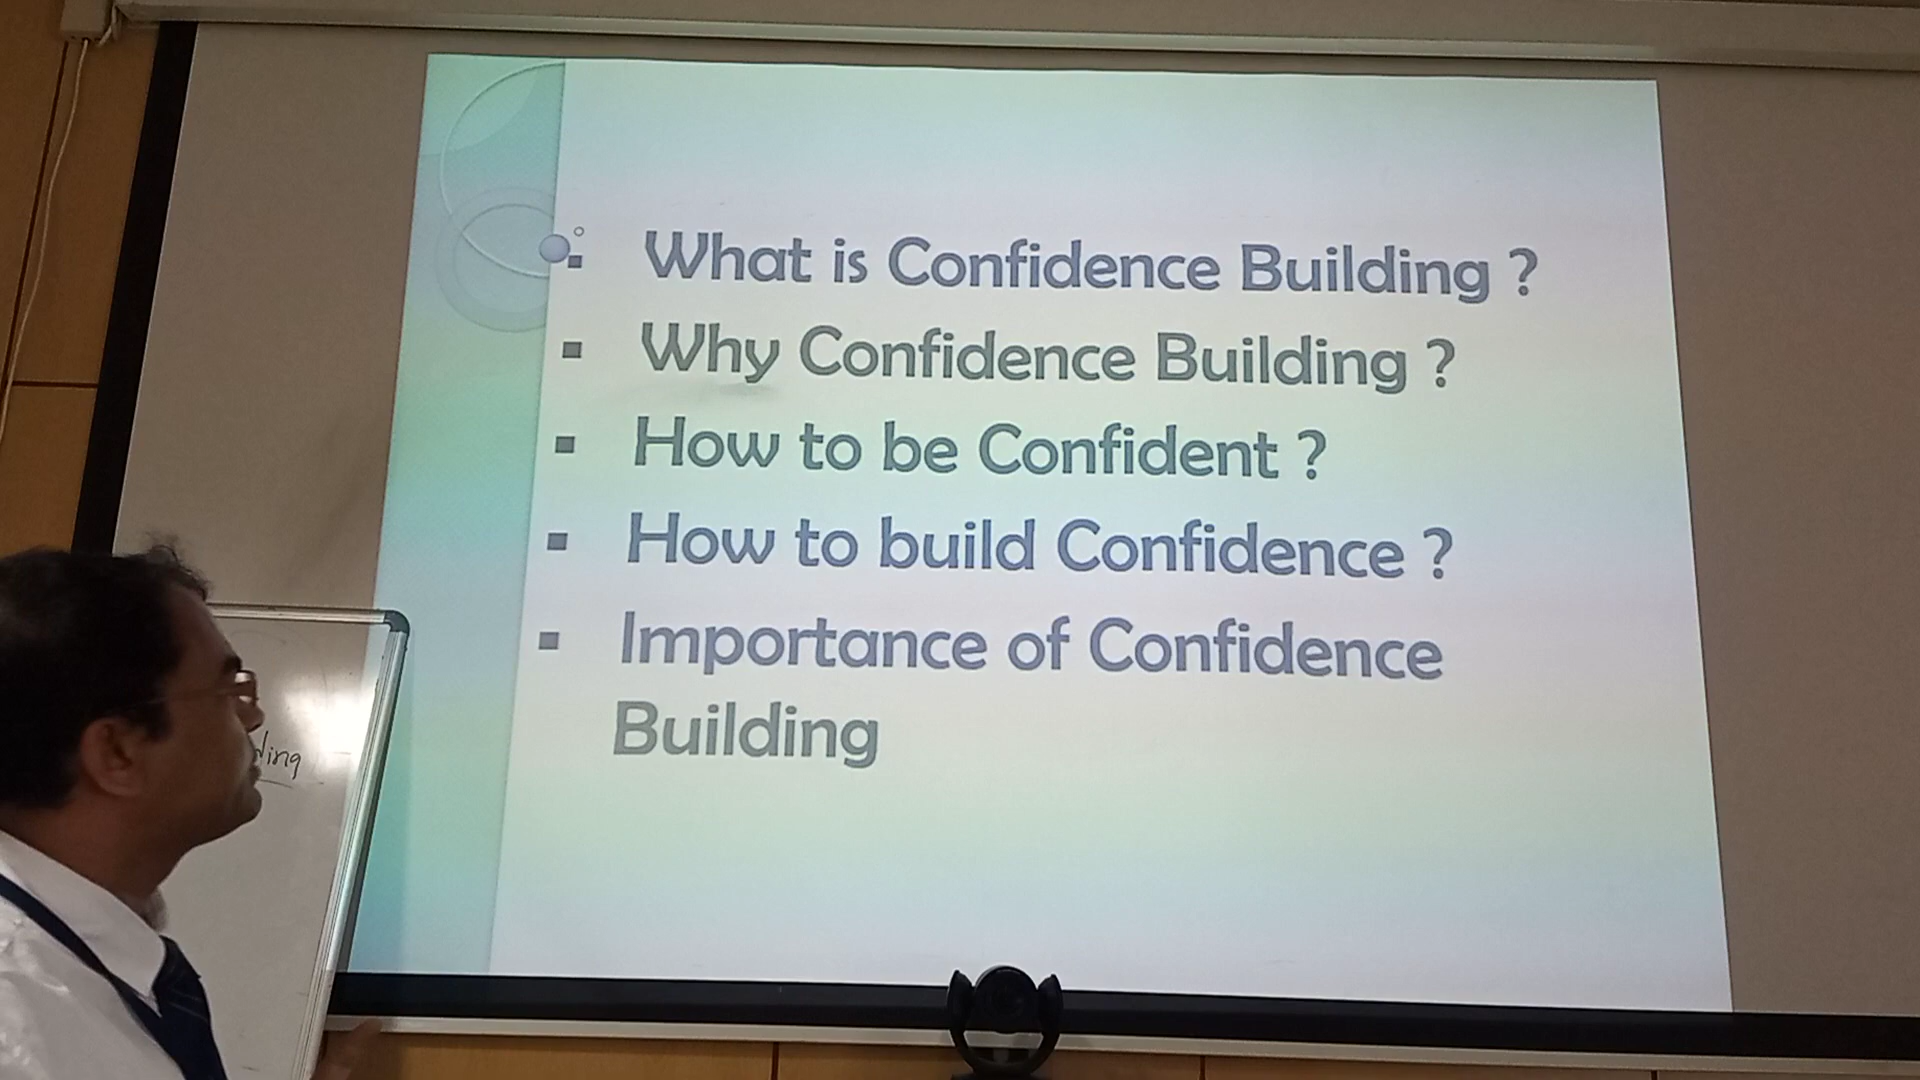 What is Confidence Building ?
Why Confidence Building ?
How to be Confident ?
How to build Confidence ?
Importance of Confidence
Building